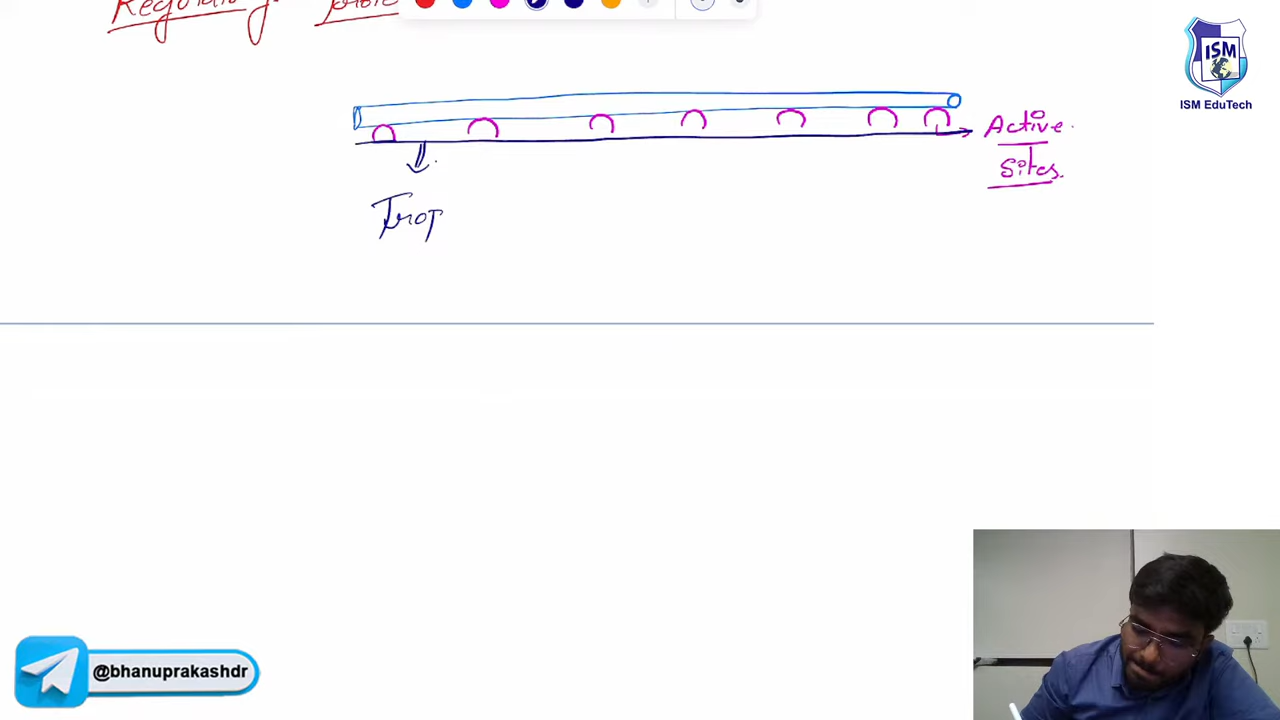 ISM
ISM EduTech
Active
Sites.
Trop
@bhanuprakashdr